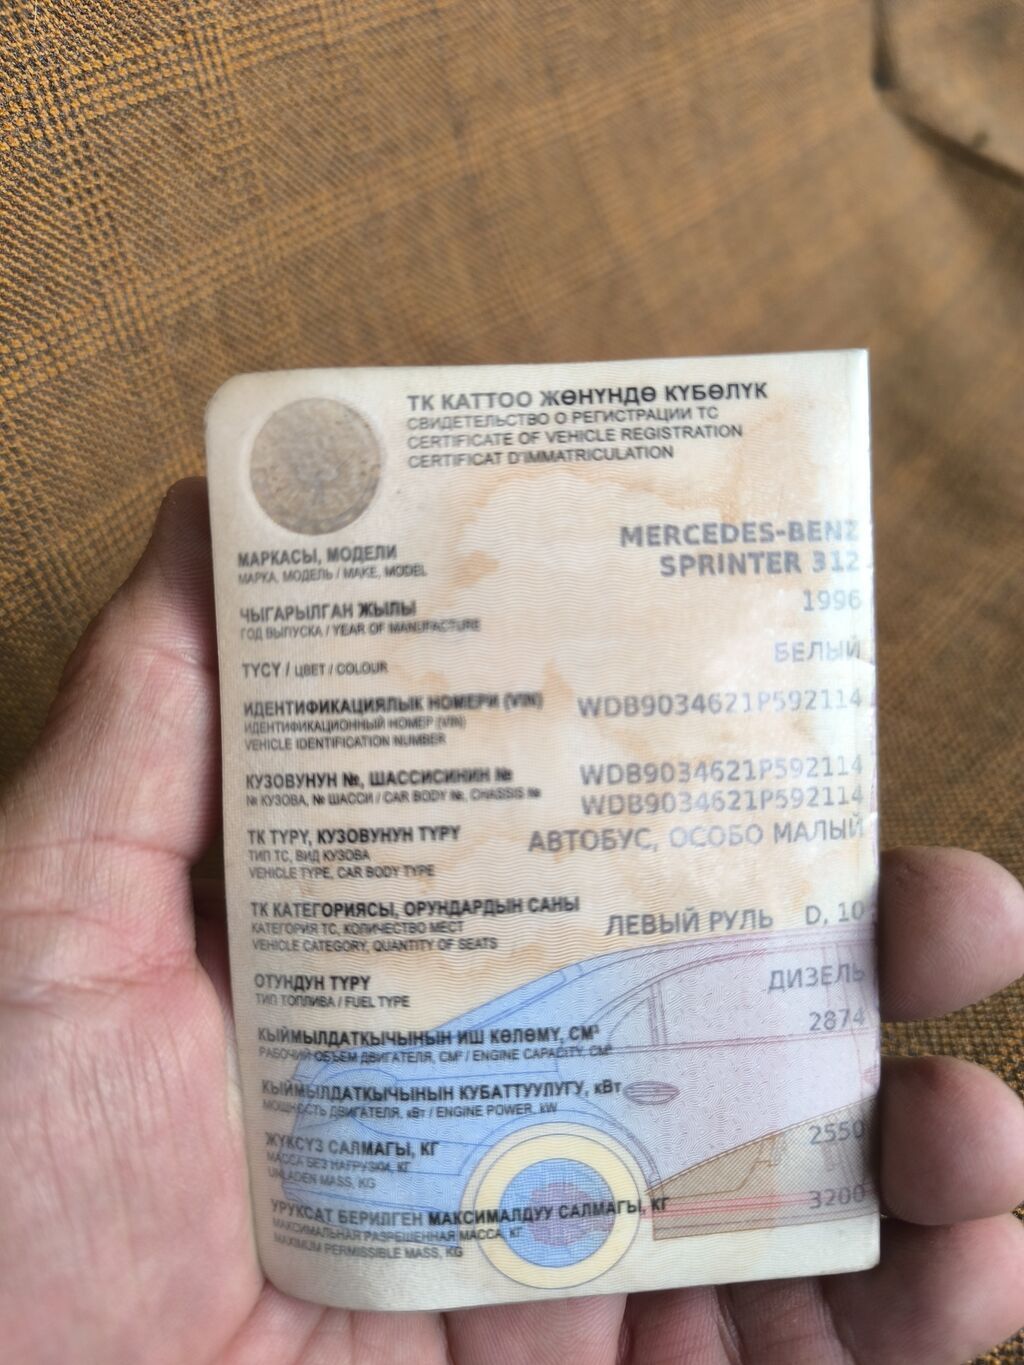 ТК КАТТОО ЖӨНҮНДӨ КҮБӨЛҮК
СВИДЕТЕЛЬСТВО О РЕГИСТРАЦИИ ТС
CERTIFICATE OF VEHICLE REGISTRATION
CERTIFICAT D'IMMATRICULATION
МАРКАСЫ, МОДЕЛИ
МАРКА, МОДЕЛЬ / MAKE, MODEL
MERCEDES-BENZ
SPRINTER 312
ЧЫГАРЫЛГАН ЖЫЛЫ
ГОД ВЫПУСКА / YEAR OF MANUFACTURE
1996
ТҮСҮ / ЦВЕТ / COLOUR
БЕЛЫЙ
ИДЕНТИФИКАЦИЯЛЫК НОМЕРИ (VIN)
ИДЕНТИФИКАЦИОННЫЙ НОМЕР (VIN)
VEHICLE IDENTIFICATION NUMBER
WDB9034621P592114
КУЗОВУНУН №, ШАССИСИНИН №
№ КУЗОВА, № ШАССИ / CAR BODY №, CHASSIS №
WDB9034621P592114
WDB9034621P592114
ТК ТҮРҮ, КУЗОВУНУН ТҮРҮ
ТИП ТС, ВИД КУЗОВА
VEHICLE TYPE, CAR BODY TYPE
АВТОБУС, ОСОБО МАЛЫЙ
ТК КАТЕГОРИЯСЫ, ОРУНДАРДЫН САНЫ
КАТЕГОРИЯ ТС, КОЛИЧЕСТВО МЕСТ
VEHICLE CATEGORY, QUANTITY OF SEATS
ЛЕВЫЙ РУЛЬ D, 10
ОТУНДУН ТҮРҮ
ТИП ТОПЛИВА / FUEL TYPE
ДИЗЕЛЬ
КЫЙМЫЛДАТКЫЧЫНЫН ИШ КӨЛӨМҮ, СМ³
РАБОЧИЙ ОБЪЕМ ДВИГАТЕЛЯ, СМ³ / ENGINE CAPACITY, CM³
2874
КЫЙМЫЛДАТКЫЧЫНЫН КУБАТТУУЛУГУ, кВт
МОЩНОСТЬ ДВИГАТЕЛЯ, кВт / ENGINE POWER, kW
ЖҮКСҮЗ САЛМАГЫ, КГ
МАССА БЕЗ НАГРУЗКИ, КГ
UNLADEN MASS, KG
2550
УРУКСАТ БЕРИЛГЕН МАКСИМАЛДУУ САЛМАГЫ, КГ
МАКСИМАЛЬНАЯ РАЗРЕШЕННАЯ МАССА, КГ
MAXIMUM PERMISSIBLE MASS, KG
3200